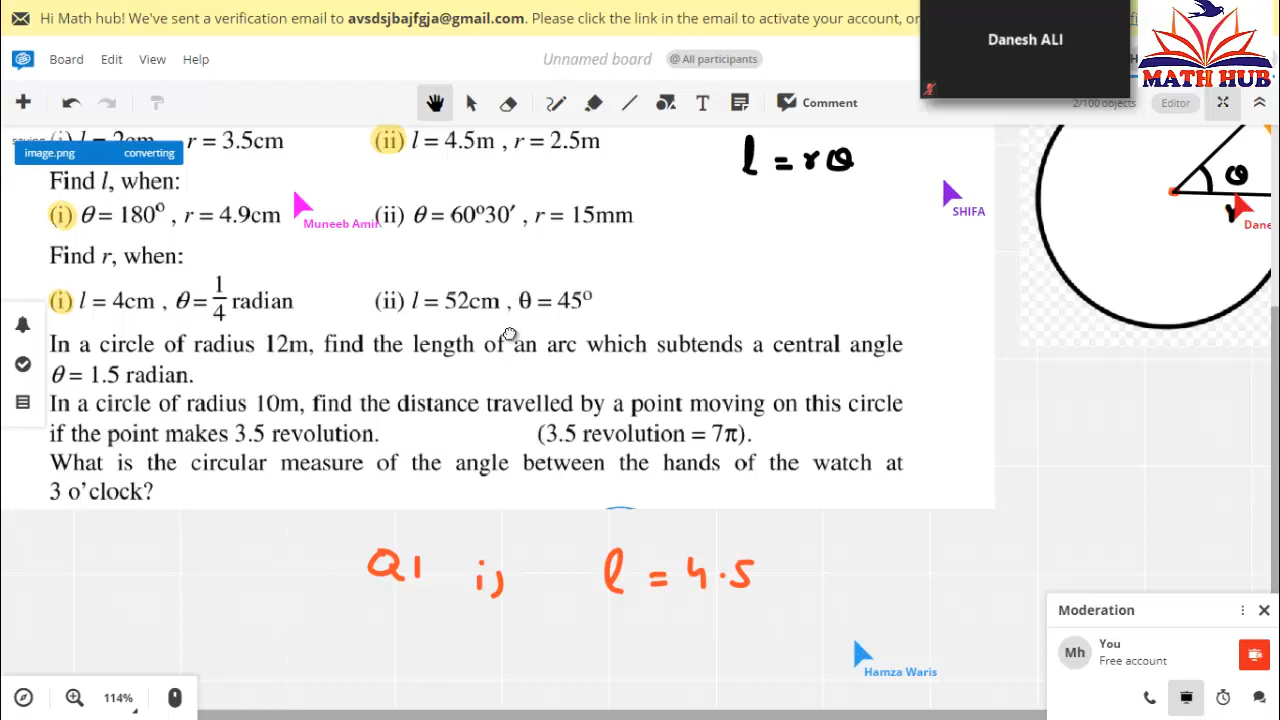 Hi Math hub! We've sent a verification email to avsdsjbajfgja@gmail.com. Please click the link in the email to activate your account, or
Danesh ALI
MATH HUB
Board Edit View Help
Unnamed board @ All participants
Comment
2/100 objects
Editor
l = 2cm r = 3.5cm (ii) l = 4.5m , r = 2.5m
image.png converting
l = rθ
Find l, when:
(i) θ = 180° , r = 4.9cm (ii) θ = 60°30′ , r = 15mm
Muneeb Amir
SHIFA
θ
r
Dane
Find r, when:
(i) l = 4cm , θ = 1/4 radian (ii) l = 52cm , θ = 45°
In a circle of radius 12m, find the length of an arc which subtends a central angle
θ = 1.5 radian.
In a circle of radius 10m, find the distance travelled by a point moving on this circle
if the point makes 3.5 revolution. (3.5 revolution = 7π).
What is the circular measure of the angle between the hands of the watch at
3 o'clock?
Q1 i) l = 4.5
Hamza Waris
Moderation
Mh
You
Free account
114%